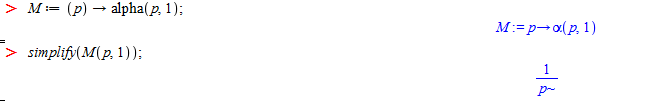 > M := (p) → alpha(p, 1);
M := p→α(p, 1)
> simplify(M(p, 1));
1
p~